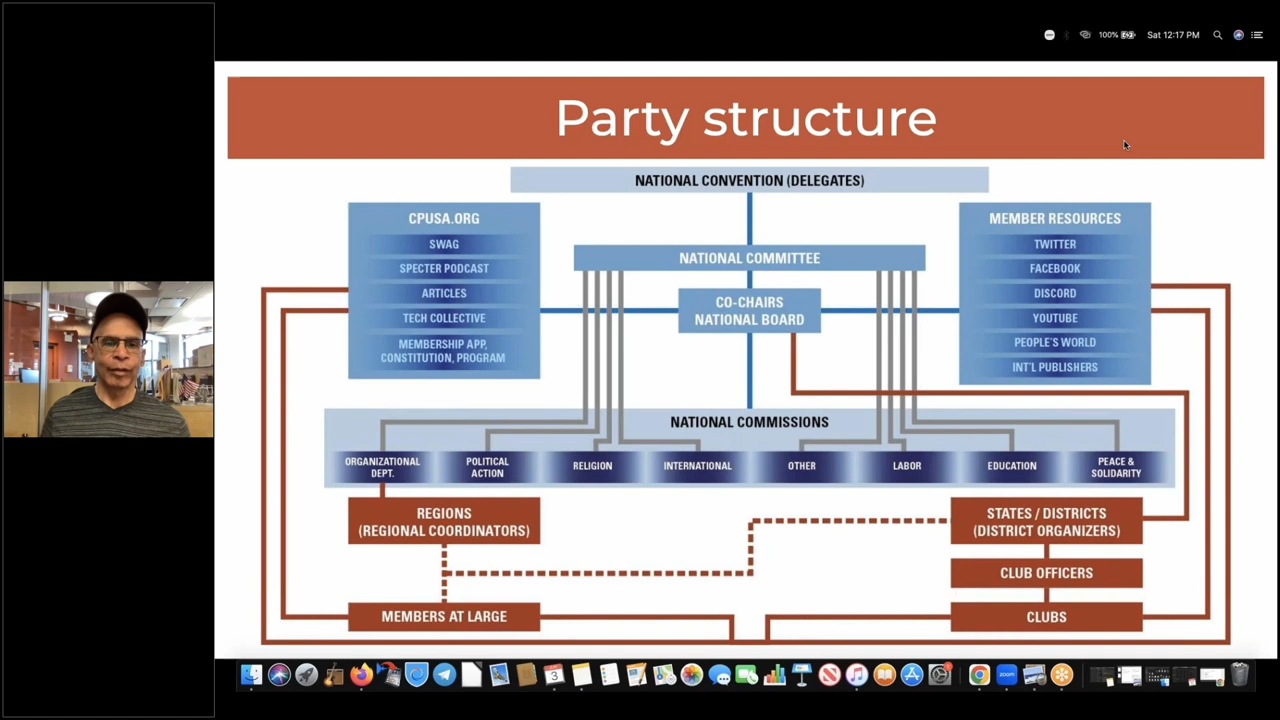 100%
Sat 12:17 PM
Party structure
NATIONAL CONVENTION (DELEGATES)
CPUSA.ORG
SWAG
SPECTER PODCAST
ARTICLES
TECH COLLECTIVE
MEMBERSHIP APP,
CONSTITUTION, PROGRAM
NATIONAL COMMITTEE
CO-CHAIRS
NATIONAL BOARD
MEMBER RESOURCES
TWITTER
FACEBOOK
DISCORD
YOUTUBE
PEOPLE'S WORLD
INT'L PUBLISHERS
NATIONAL COMMISSIONS
ORGANIZATIONAL
DEPT.
POLITICAL
ACTION
RELIGION
INTERNATIONAL
OTHER
LABOR
EDUCATION
PEACE &
SOLIDARITY
REGIONS
(REGIONAL COORDINATORS)
STATES / DISTRICTS
(DISTRICT ORGANIZERS)
CLUB OFFICERS
MEMBERS AT LARGE
CLUBS
3
zoom